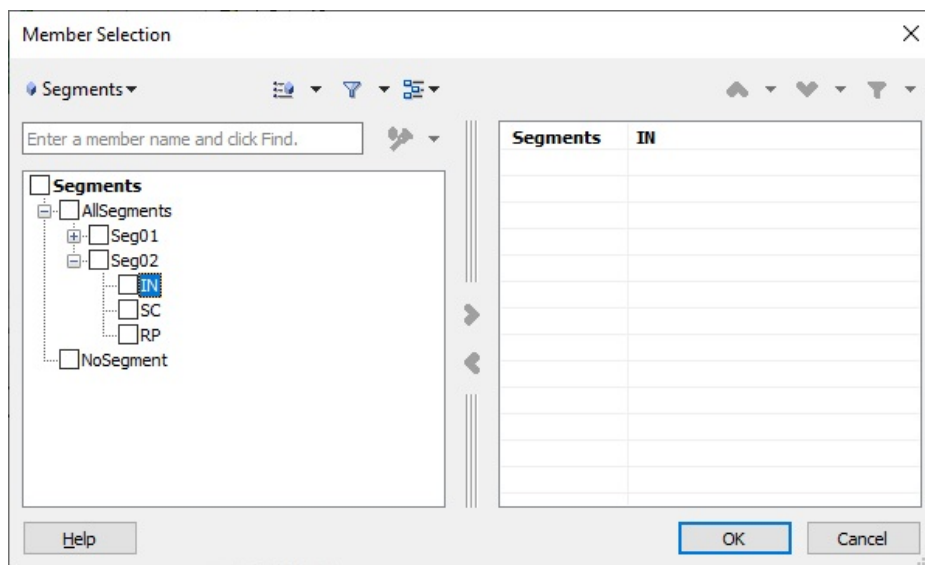 Member Selection
Segments
Enter a member name and click Find.
Segments
AllSegments
Seg01
Seg02
IN
SC
RP
NoSegment
Segments IN
Help
OK
Cancel